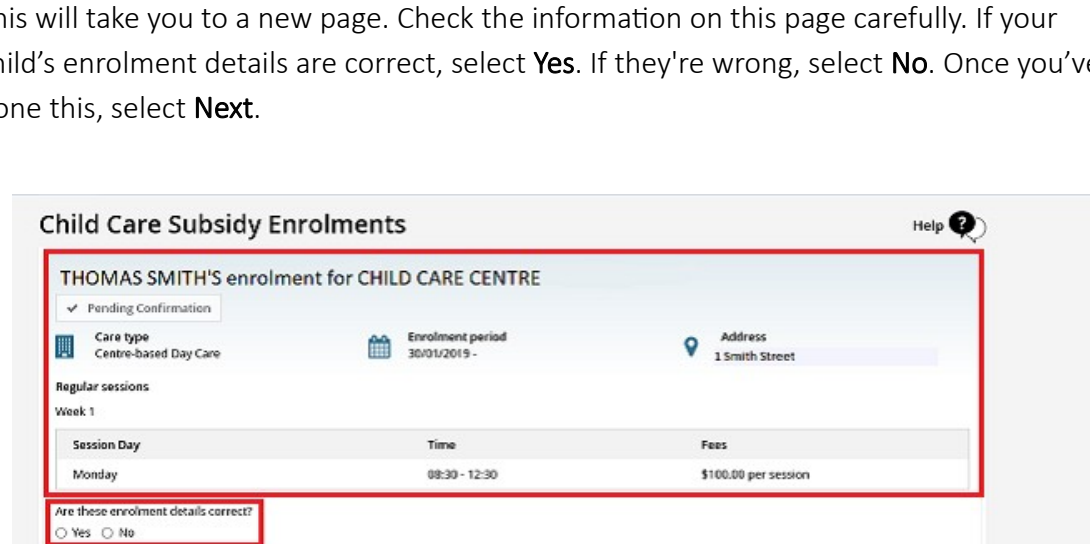 his will take you to a new page. Check the information on this page carefully. If your
hild's enrolment details are correct, select Yes. If they're wrong, select No. Once you've
one this, select Next.
Child Care Subsidy Enrolments
Help ?
THOMAS SMITH'S enrolment for CHILD CARE CENTRE
Pending Confirmation
Care type Enrolment period Address
Centre-based Day Care 30/01/2019 - 1 Smith Street
Regular sessions
Week 1
Session Day Time Fees
Monday 08:30 - 12:30 $100.00 per session
Are these enrolment details correct?
Yes No